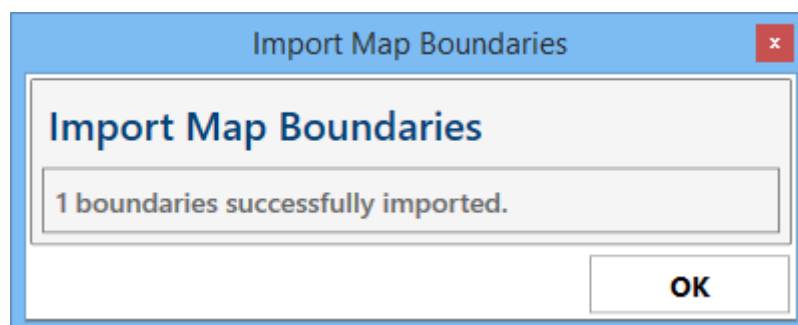 Import Map Boundaries
x
Import Map Boundaries
1 boundaries successfully imported.
OK